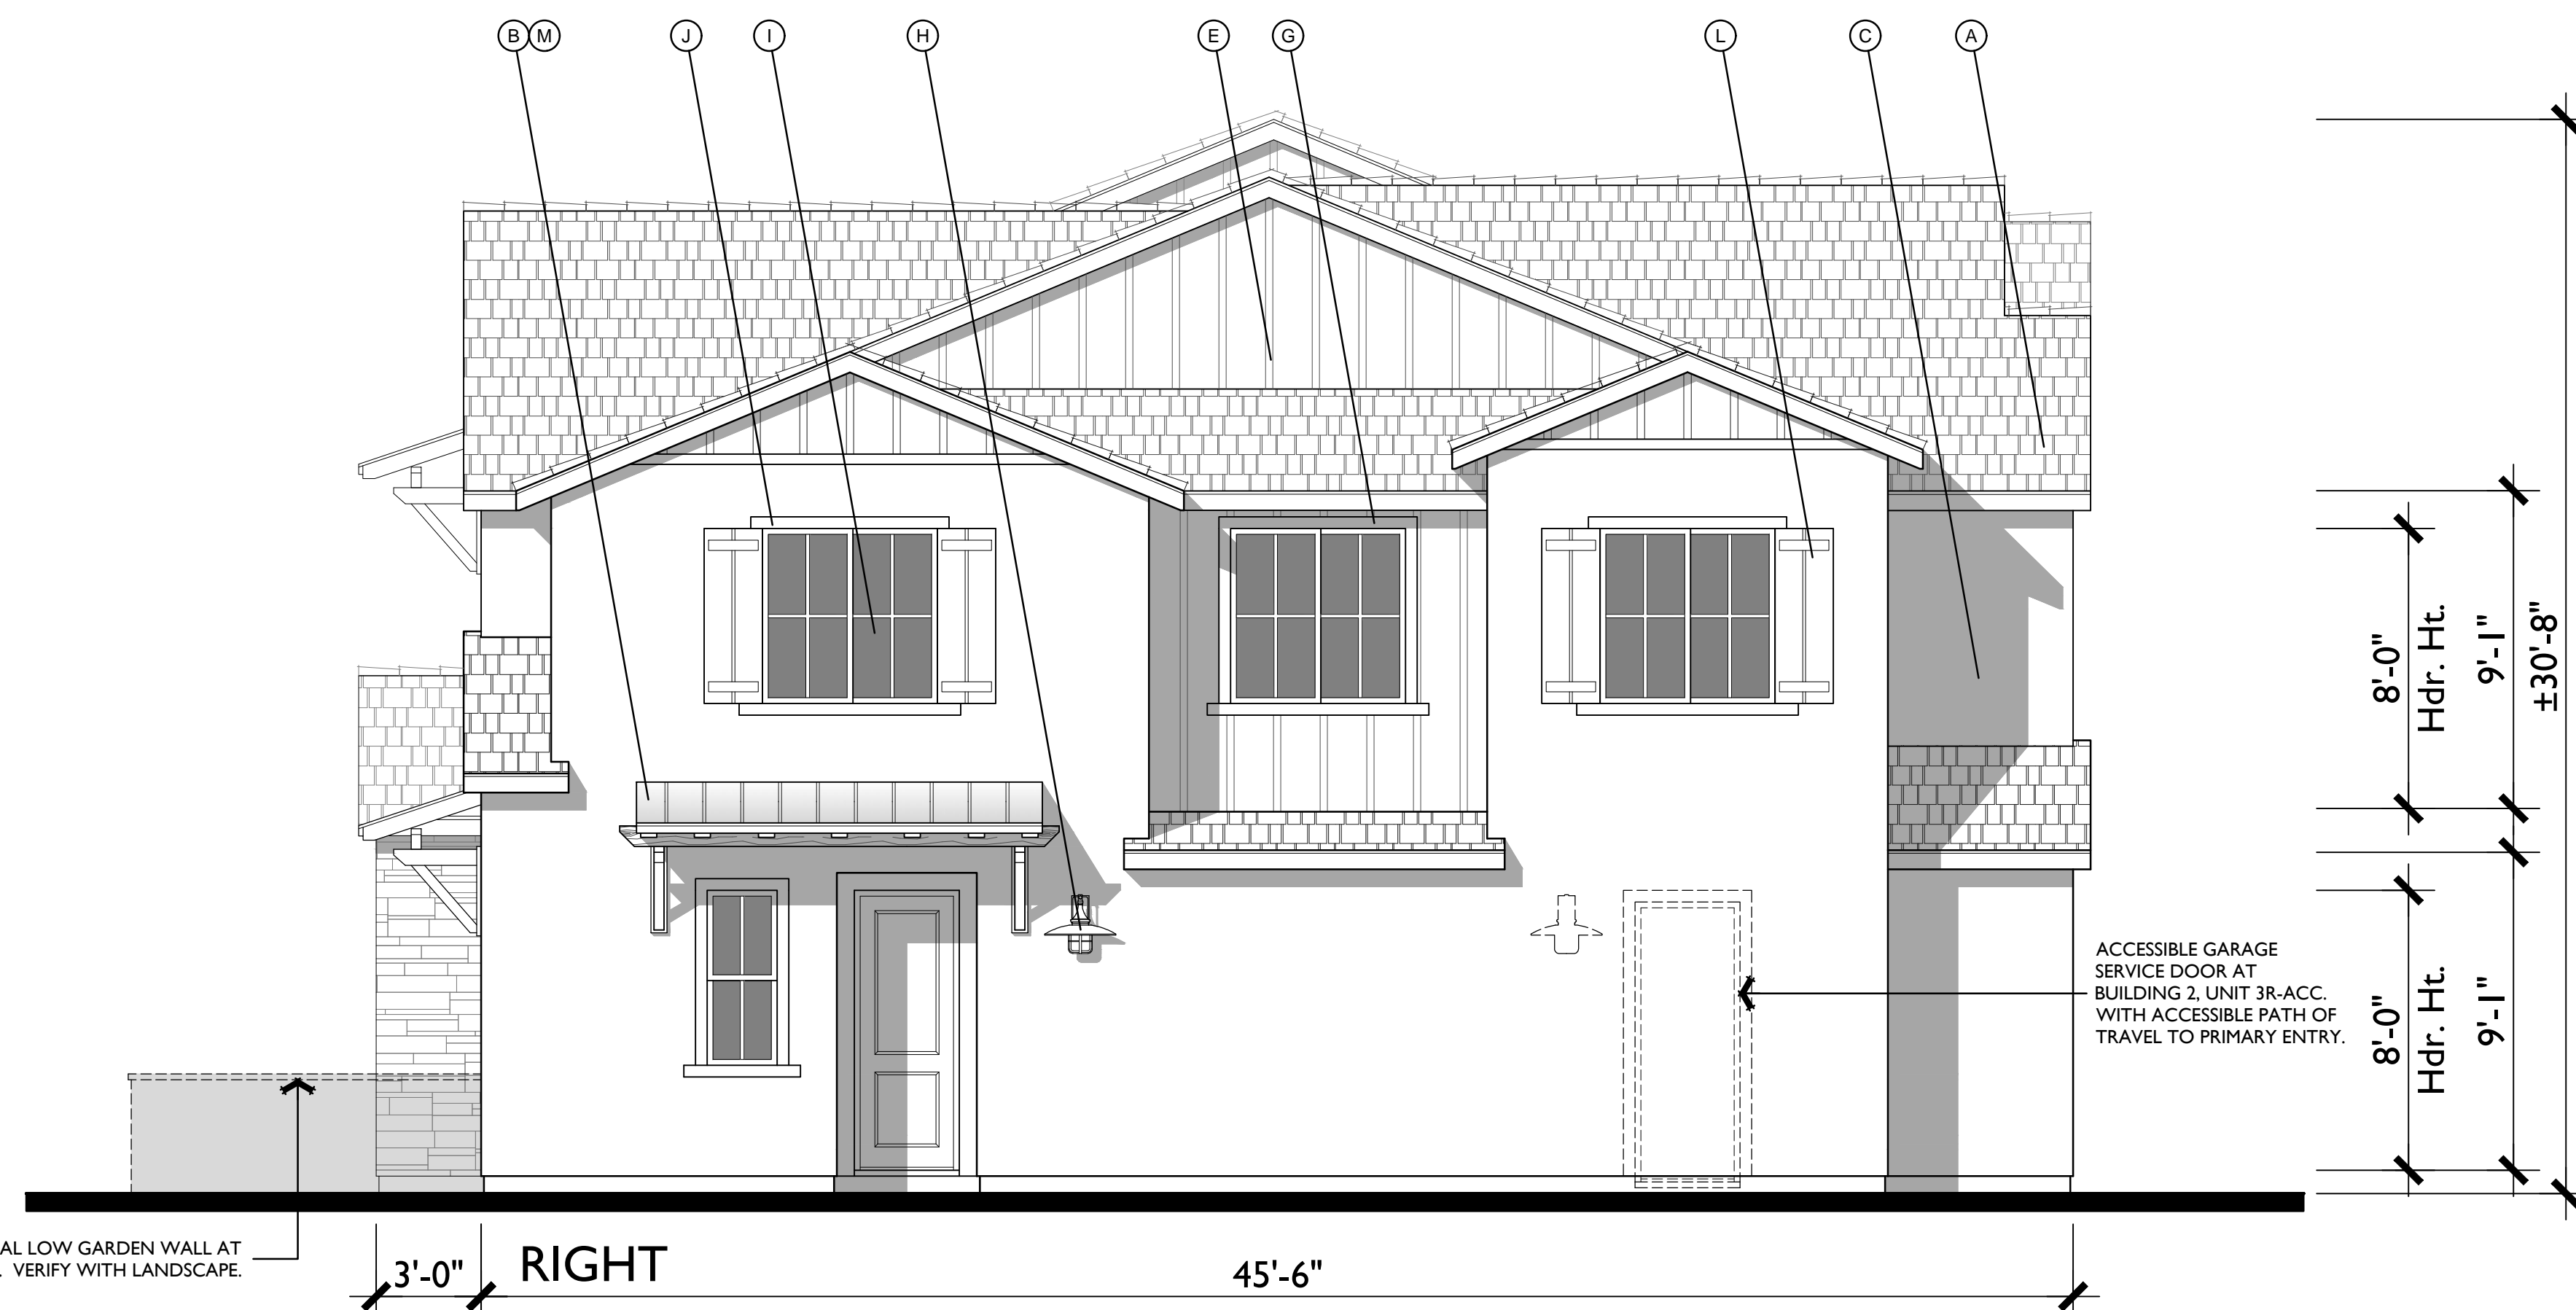 B M J I H E G L C A
8'-0"
Hdr. Ht.
9'-1"
±30'-8"
8'-0"
Hdr. Ht.
9'-1"
ACCESSIBLE GARAGE
SERVICE DOOR AT
BUILDING 2, UNIT 3R-ACC.
WITH ACCESSIBLE PATH OF
TRAVEL TO PRIMARY ENTRY.
AL LOW GARDEN WALL AT
. VERIFY WITH LANDSCAPE.
3'-0"
RIGHT
45'-6"